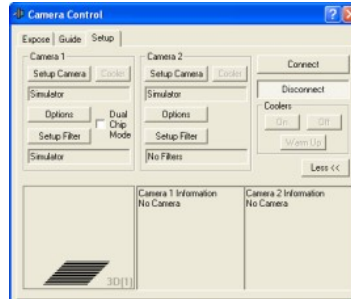 Camera Control
Expose Guide Setup
Camera 1
Setup Camera Cooler
Simulator
Options
Dual Chip Mode
Setup Filter
Simulator
Camera 2
Setup Camera Cooler
Simulator
Options
Setup Filter
No Filters
Connect
Disconnect
Coolers
On Off
Warm Up
Less <<
3D[1]
Camera 1 Information
No Camera
Camera 2 Information
No Camera